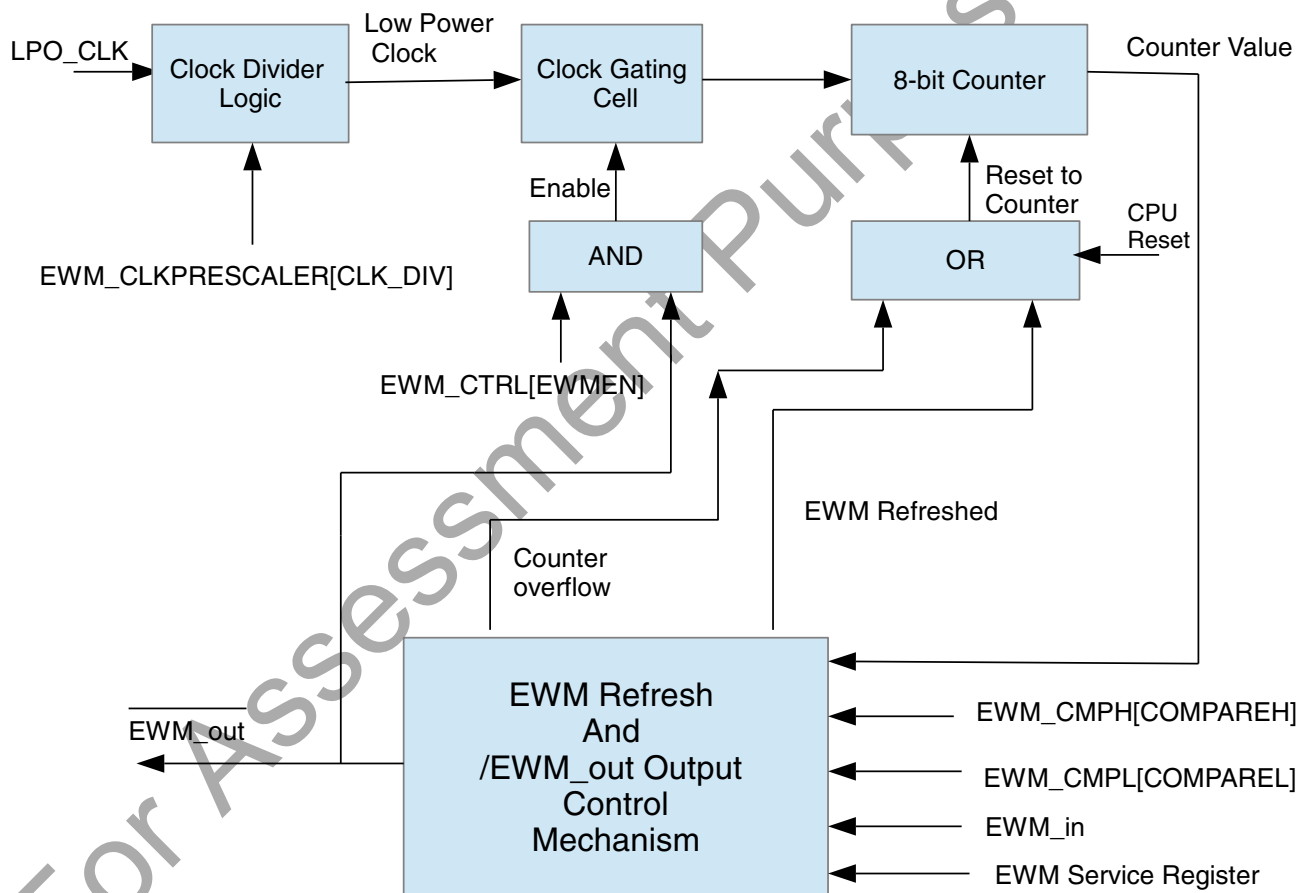 Low Power
Clock
LPO_CLK
Clock Divider
Logic
Clock Gating
Cell
8-bit Counter
Counter Value
Enable
Reset to
Counter
CPU
Reset
AND
OR
EWM_CLKPRESCALER[CLK_DIV]
EWM_CTRL[EWMEN]
EWM Refreshed
Counter
overflow
EWM_out
EWM Refresh
And
/EWM_out Output
Control
Mechanism
EWM_CMPH[COMPAREH]
EWM_CMPL[COMPAREL]
EWM_in
EWM Service Register
For Assessment